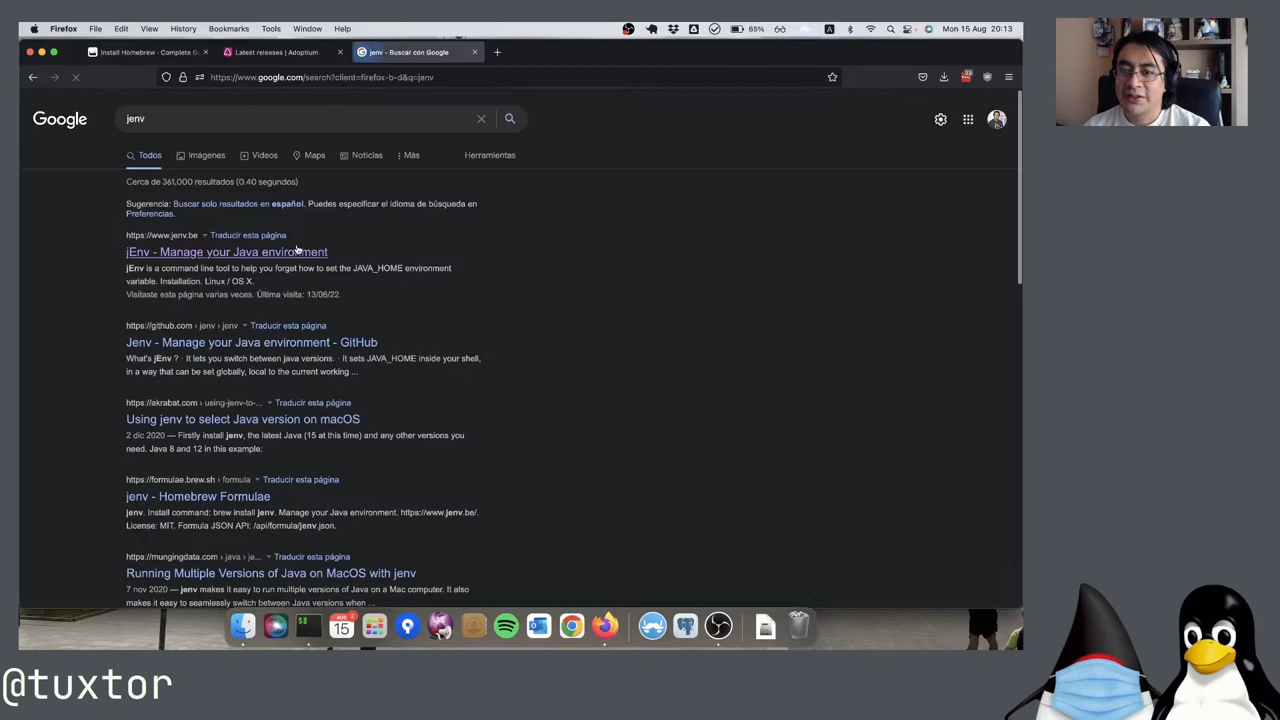 Firefox File Edit View History Bookmarks Tools Window Help
65% A Mon 15 Aug 20:13
Install Homebrew - Complete Gu
Latest releases | Adoptium
jenv - Buscar con Google
https://www.google.com/search?client=firefox-b-d&q=jenv
23
Google
jenv
Todos Imágenes Videos Maps Noticias Más Herramientas
Cerca de 361,000 resultados (0.40 segundos)
Sugerencia: Buscar solo resultados en español. Puedes especificar el idioma de búsqueda en
Preferencias.
https://www.jenv.be Traducir esta página
jEnv - Manage your Java environment
jEnv is a command line tool to help you forget how to set the JAVA_HOME environment
variable. Installation. Linux / OS X.
Visitaste esta página varias veces. Última visita: 13/06/22.
https://github.com › jenv › jenv Traducir esta página
Jenv - Manage your Java environment - GitHub
What's jEnv ? · It lets you switch between java versions. · It sets JAVA_HOME inside your shell,
in a way that can be set globally, local to the current working ...
https://akrabat.com › using-jenv-to-... Traducir esta página
Using jenv to select Java version on macOS
2 dic 2020 — Firstly install jenv, the latest Java (15 at this time) and any other versions you
need. Java 8 and 12 in this example:
https://formulae.brew.sh › formula Traducir esta página
jenv - Homebrew Formulae
jenv. Install command: brew install jenv. Manage your Java environment. https://www.jenv.be/.
License: MIT. Formula JSON API: /api/formula/jenv.json.
https://mungingdata.com › java › je... Traducir esta página
Running Multiple Versions of Java on MacOS with jenv
7 nov 2020 — jenv makes it easy to run multiple versions of Java on a Mac computer. It also
makes it easy to seamlessly switch between Java versions when ...
AUG
15
2
@tuxtor